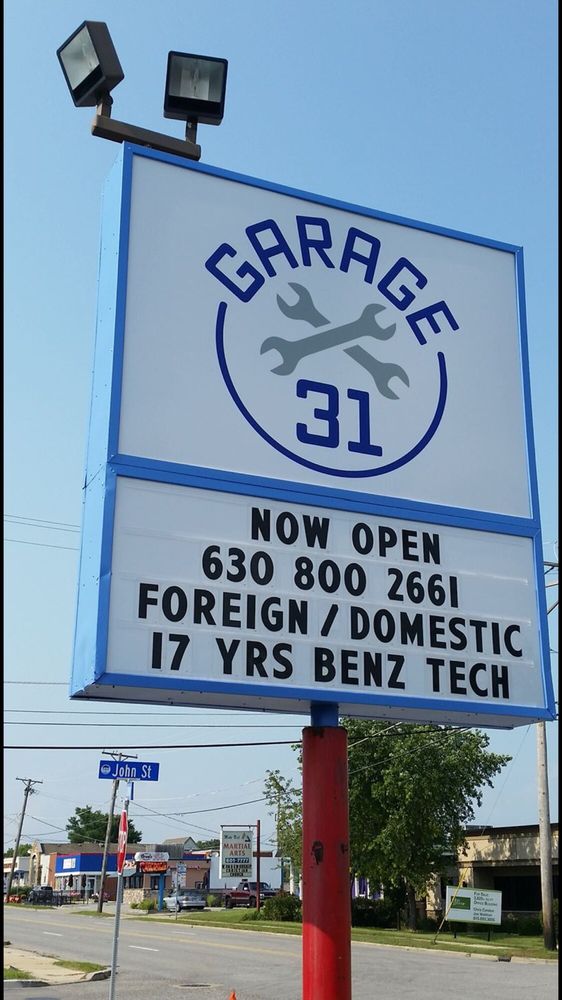 GARAGE
31
NOW OPEN
630 800 2661
FOREIGN / DOMESTIC
17 YRS BENZ TECH
John St
MARTIAL
ARTS